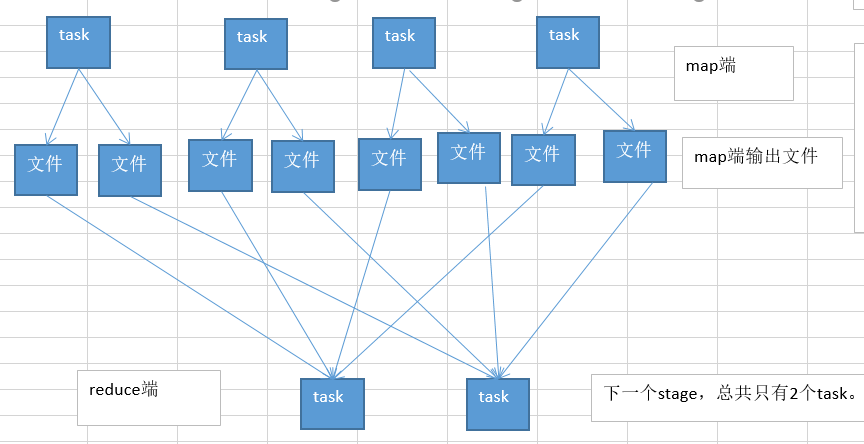 task
task
task
task
map端
文件
文件
文件
文件
文件
文件
文件
文件
map端输出文件
reduce端
task
task
下一个stage，总共只有2个task。